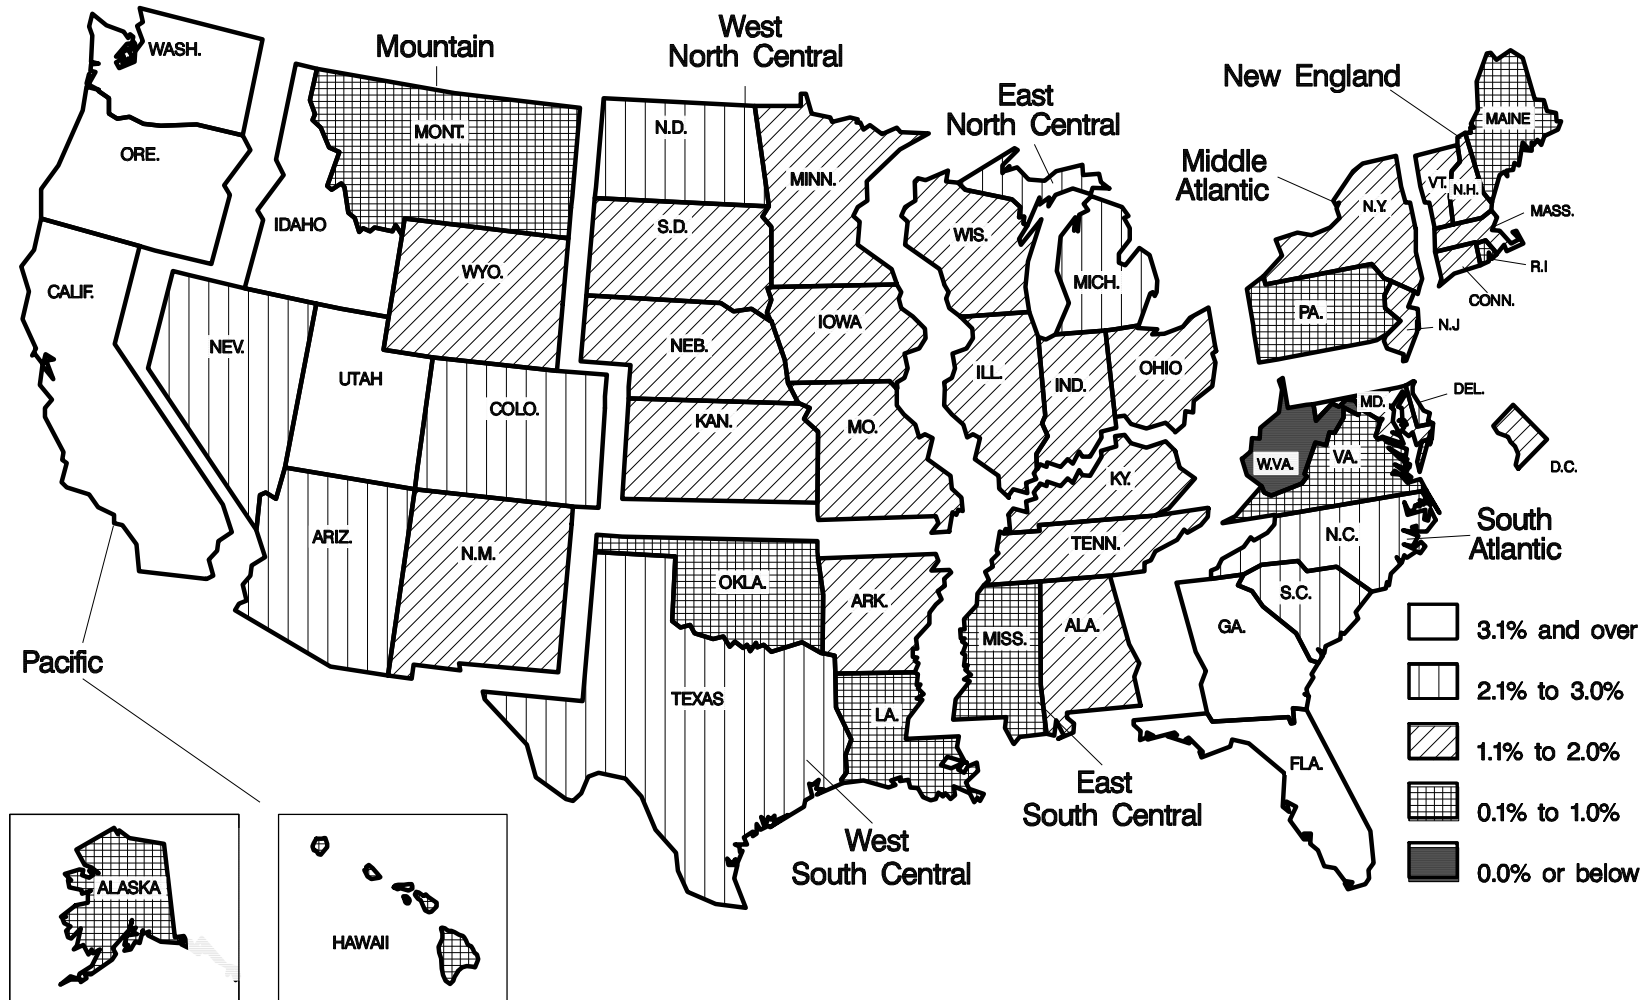 West
North Central
Mountain
New England
East
North Central
Middle
Atlantic
WASH.
ORE.
MONT.
N.D.
MINN.
MAINE
IDAHO
S.D.
WIS.
N.Y.
VT.
N.H.
MASS.
WYO.
CALIF.
MICH.
R.I
CONN.
NEV.
NEB.
IOWA
PA.
N.J
UTAH
COLO.
KAN.
MO.
ILL.
IND.
OHIO
MD.
DEL.
D.C.
W.VA.
VA.
KY.
ARIZ.
N.M.
OKLA.
ARK.
TENN.
N.C.
South
Atlantic
S.C.
MISS.
ALA.
GA.
TEXAS
LA.
FLA.
Pacific
East
South Central
West
South Central
ALASKA
HAWAII
3.1% and over
2.1% to 3.0%
1.1% to 2.0%
0.1% to 1.0%
0.0% or below